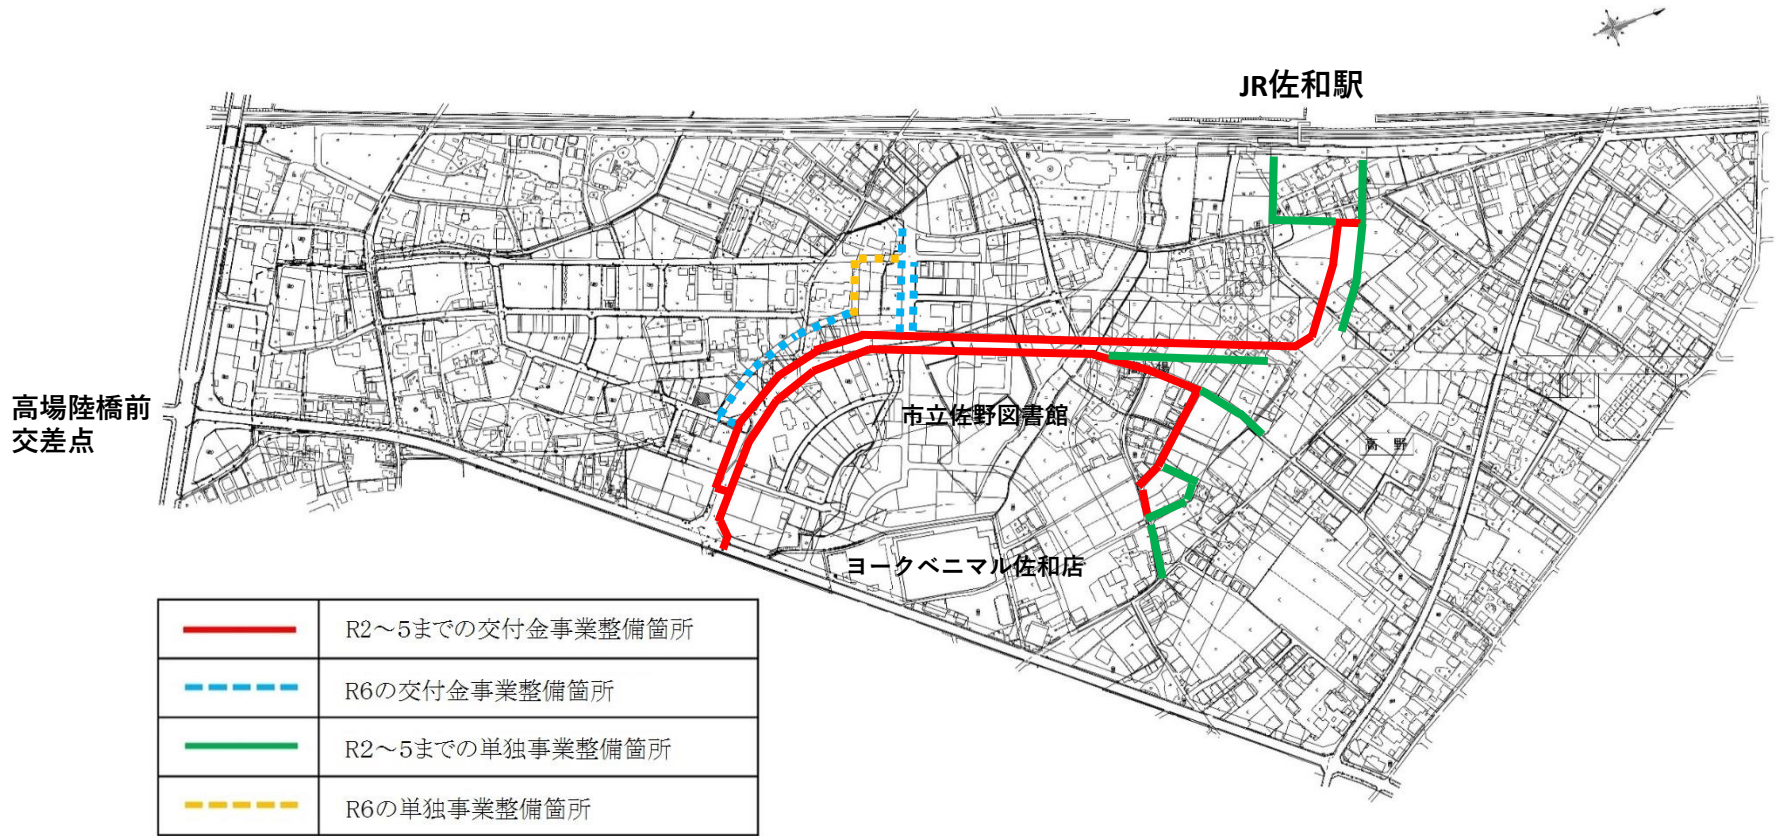 JR佐和駅
高場陸橋前
交差点
市立佐野図書館
高野
ヨークベニマル佐和店
R2～5までの交付金事業整備箇所
R6の交付金事業整備箇所
R2～5までの単独事業整備箇所
R6の単独事業整備箇所